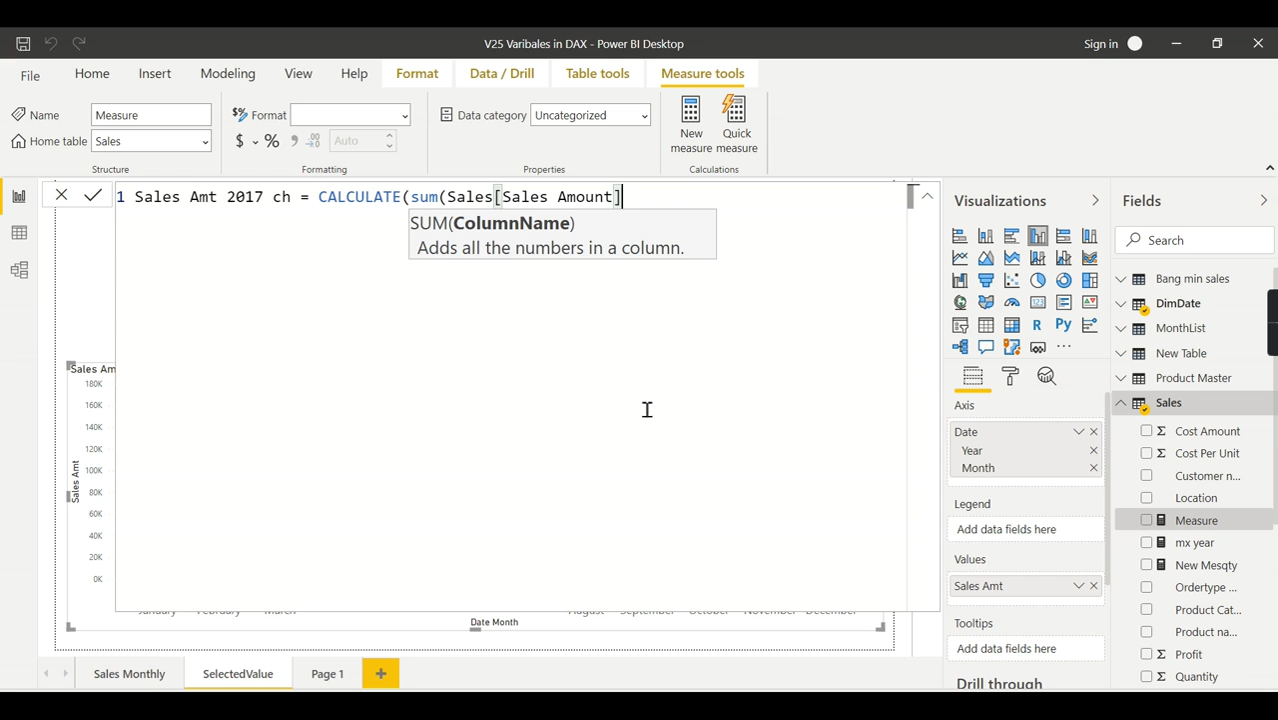 V25 Varibales in DAX - Power BI Desktop
Sign in
File Home Insert Modeling View Help Format Data / Drill Table tools Measure tools
Name Measure
Home table Sales
Structure
Format
$ % 9 Auto
Formatting
Data category Uncategorized
Properties
New measure
Quick measure
Calculations
1 Sales Amt 2017 ch = CALCULATE(sum(Sales[Sales Amount]
SUM(ColumnName)
Adds all the numbers in a column.
Sales Am
180K
160K
140K
120K
100K
80K
60K
40K
20K
0K
Sales Amt
January February March August September October November December
Date Month
Sales Monthly SelectedValue Page 1 +
Visualizations
R Py
123
Axis
Date
Year
Month
Legend
Add data fields here
Values
Sales Amt
Tooltips
Add data fields here
Drill through
Fields
Search
Bang min sales
DimDate
MonthList
New Table
Product Master
Sales
Σ Cost Amount
Σ Cost Per Unit
Customer n...
Location
Measure
mx year
New Mesqty
Ordertype ...
Product Cat...
Product na...
Σ Profit
Σ Quantity